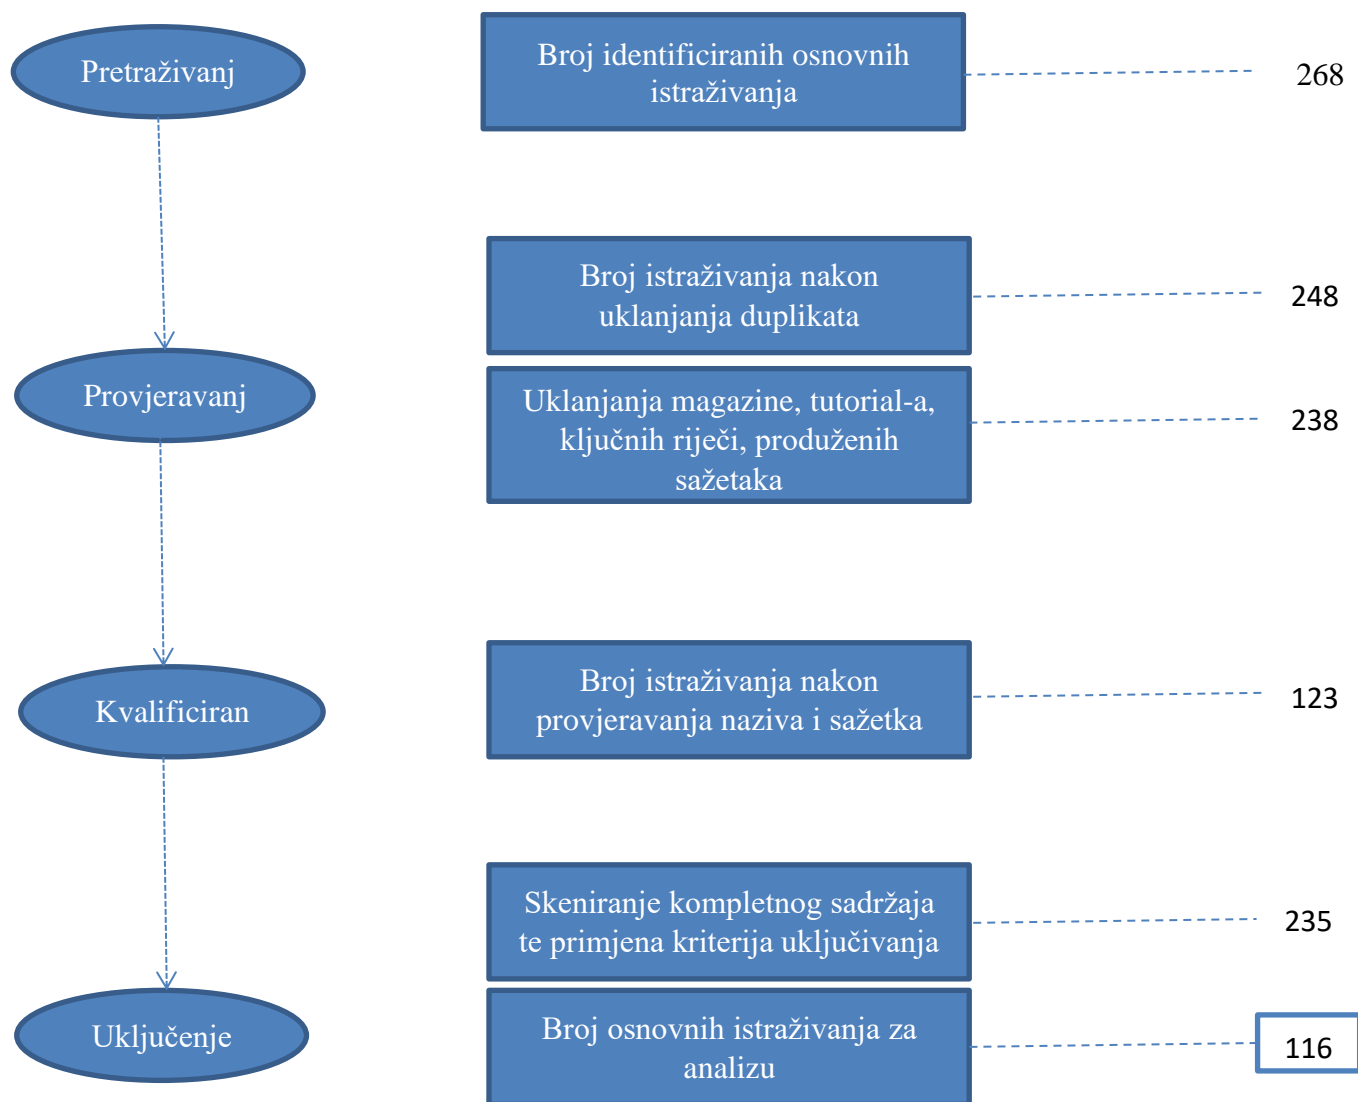 Pretraživanj
Broj identificiranih osnovnih
istraživanja
268
Broj istraživanja nakon
uklanjanja duplikata
248
Provjeravanj
Uklanjanja magazine, tutorial-a,
ključnih riječi, produženih
sažetaka
238
Kvalificiran
Broj istraživanja nakon
provjeravanja naziva i sažetka
123
Skeniranje kompletnog sadržaja
te primjena kriterija uključivanja
235
Uključenje
Broj osnovnih istraživanja za
analizu
116